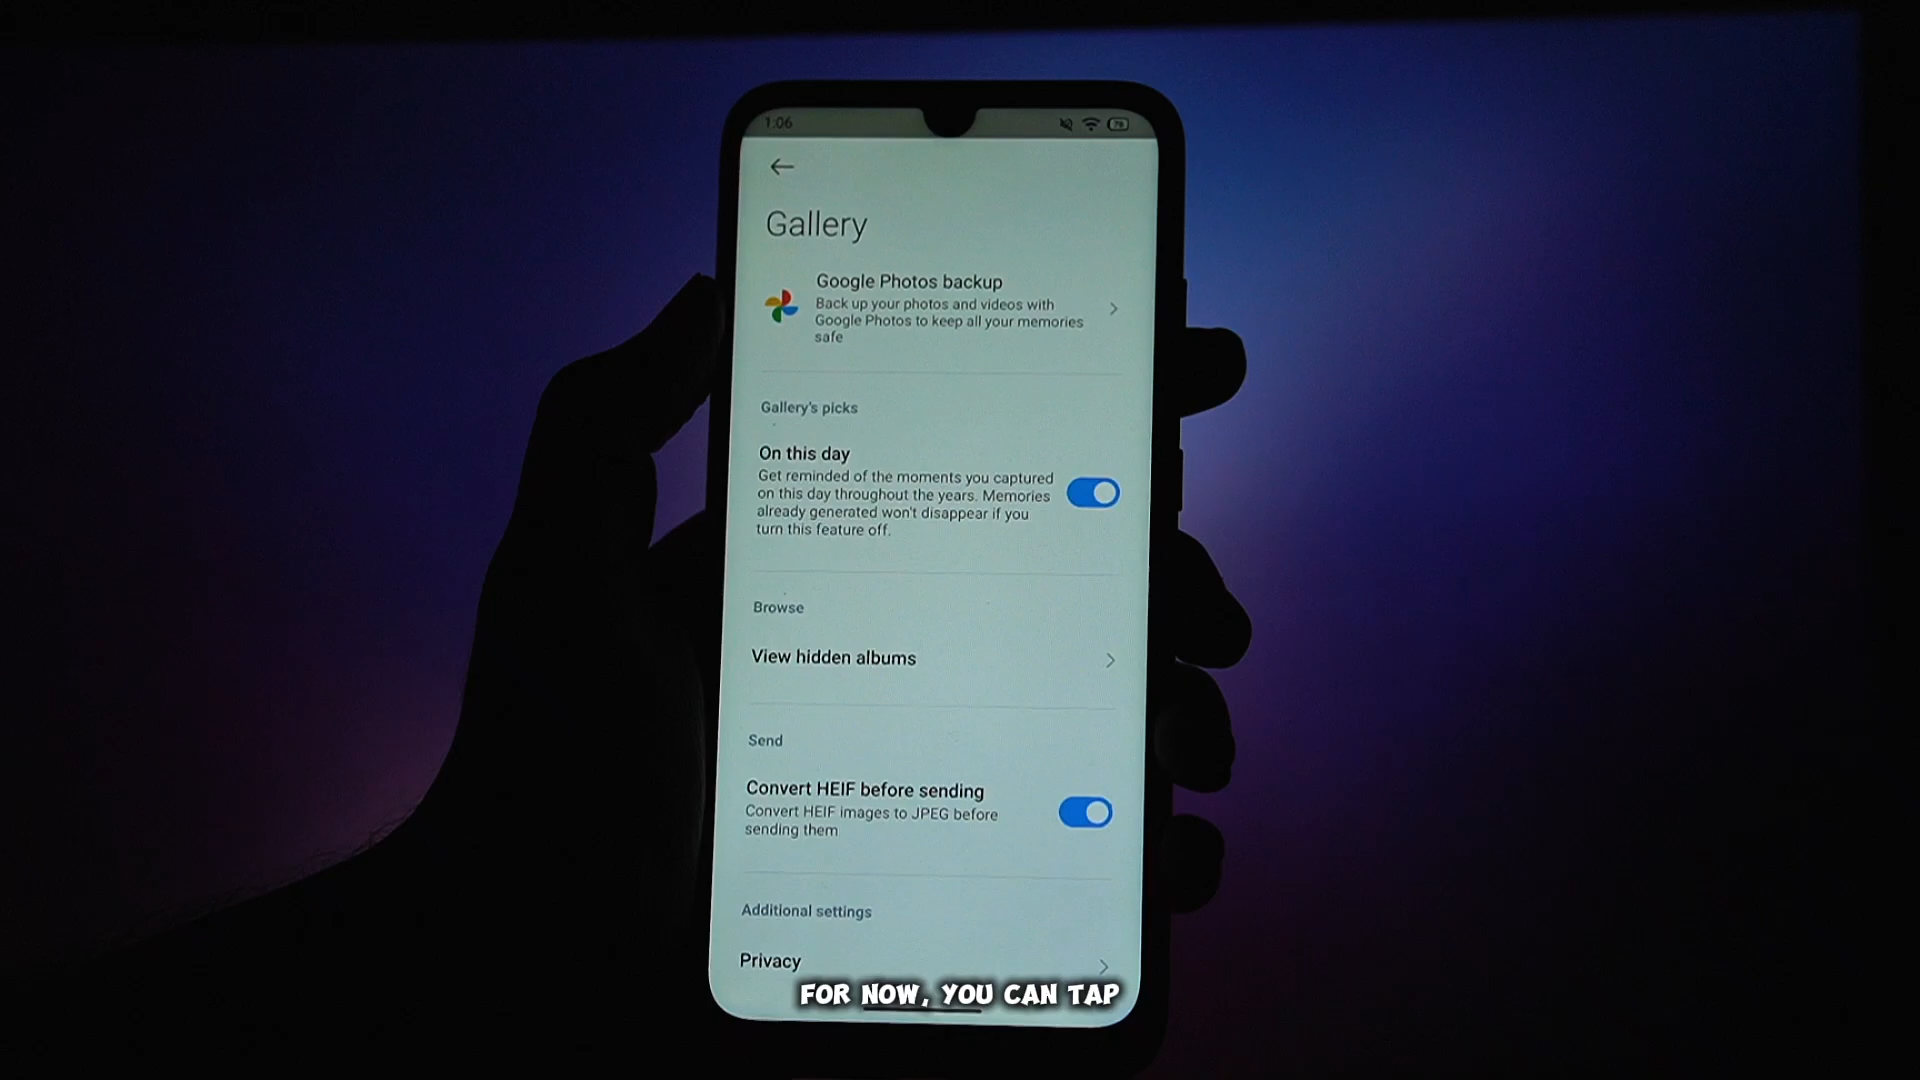 1:06
Gallery
Google Photos backup
Back up your photos and videos with
Google Photos to keep all your memories
safe
Gallery's picks
On this day
Get reminded of the moments you captured
on this day throughout the years. Memories
already generated won't disappear if you
turn this feature off.
Browse
View hidden albums
Send
Convert HEIF before sending
Convert HEIF images to JPEG before
sending them
Additional settings
Privacy
FOR NOW, YOU CAN TAP